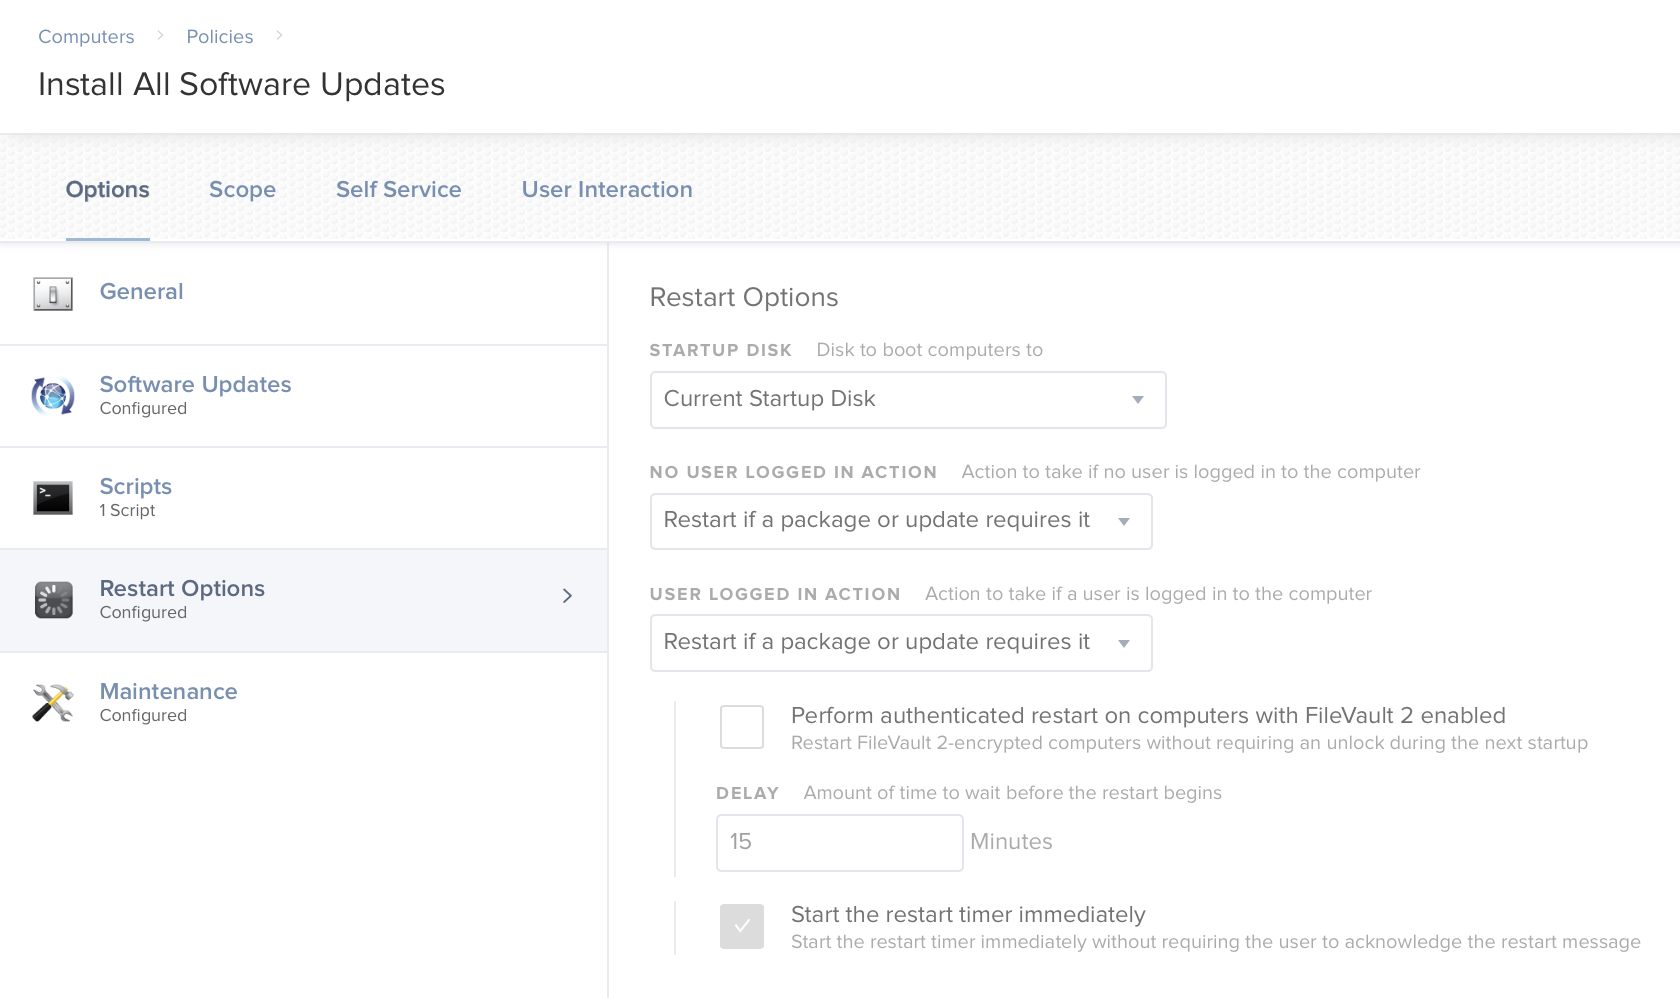 Computers > Policies >
Install All Software Updates
Options Scope Self Service User Interaction
General
Software Updates
Configured
Scripts
1 Script
Restart Options
Configured
Maintenance
Configured
Restart Options
STARTUP DISK Disk to boot computers to
Current Startup Disk
NO USER LOGGED IN ACTION Action to take if no user is logged in to the computer
Restart if a package or update requires it
USER LOGGED IN ACTION Action to take if a user is logged in to the computer
Restart if a package or update requires it
Perform authenticated restart on computers with FileVault 2 enabled
Restart FileVault 2-encrypted computers without requiring an unlock during the next startup
DELAY Amount of time to wait before the restart begins
15 Minutes
Start the restart timer immediately
Start the restart timer immediately without requiring the user to acknowledge the restart message